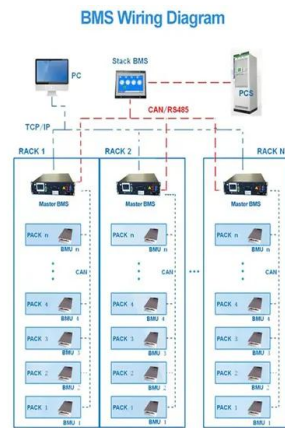 BMS Wiring Diagram
PC
Stack BMS
PCS
CAN/RS485
TCP/IP
RACK 1
RACK 2
RACK N
Master BMS
Master BMS
Master BMS
PACK n
BMU n
PACK n
BMU n
PACK n
BMU n
CAN
CAN
CAN
PACK 4
BMU 4
PACK 4
BMU 4
PACK 4
BMU 4
PACK 3
BMU 3
PACK 3
BMU 3
PACK 3
BMU 3
PACK 2
BMU 2
PACK 2
BMU 2
PACK 2
BMU 2
PACK 1
BMU 1
PACK 1
BMU 1
PACK 1
BMU 1